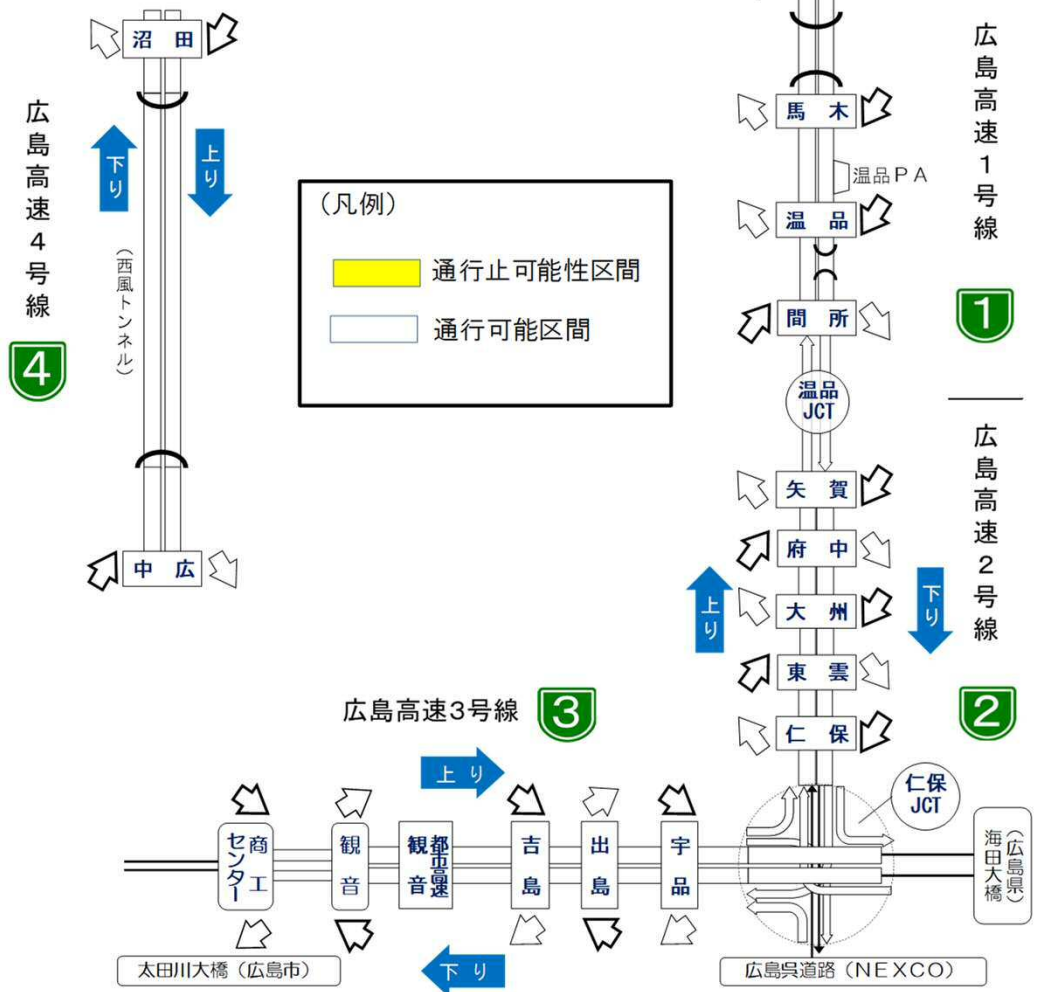 沼田
広島高速4号線
4
下り
上り
(西風トンネル)
中広
(凡例)
通行止可能性区間
通行可能区間
広島高速1号線
1
馬木
温品PA
温品
間所
温品
JCT
広島高速2号線
2
矢賀
府中
大州
東雲
仁保
上り
下り
仁保
JCT
広島高速3号線
3
上り
商工
センター
観音
都市高速
観音
吉島
出島
宇品
海田大橋
(広島県)
太田川大橋(広島市)
下り
広島呉道路(NEXCO)